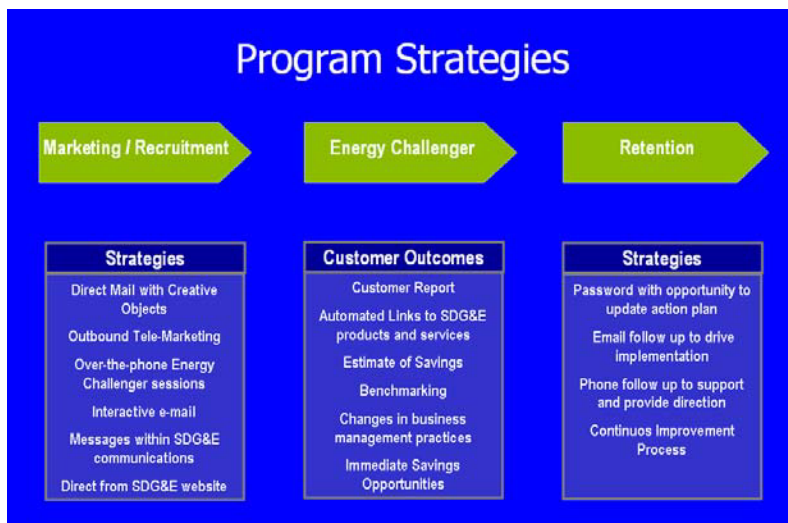 Program Strategies
Marketing / Recruitment
Energy Challenger
Retention
Strategies
Direct Mail with Creative
Objects
Outbound Tele-Marketing
Over-the-phone Energy
Challenger sessions
Interactive e-mail
Messages within SDG&E
communications
Direct from SDG&E website
Customer Outcomes
Customer Report
Automated Links to SDG&E
products and services
Estimate of Savings
Benchmarking
Changes in business
management practices
Immediate Savings
Opportunities
Strategies
Password with opportunity to
update action plan
Email follow up to drive
implementation
Phone follow up to support
and provide direction
Continuos Improvement
Process